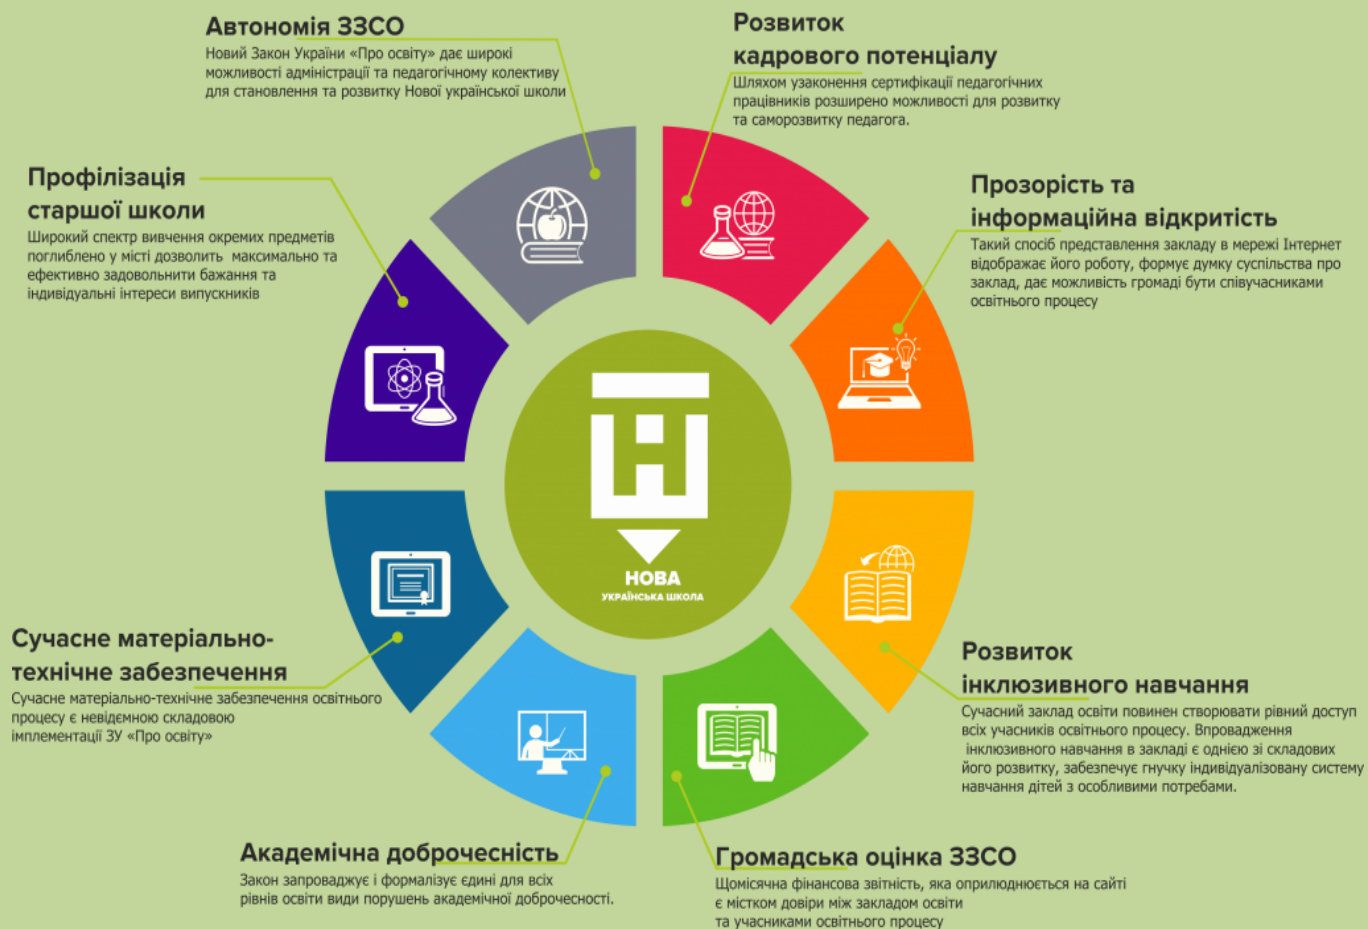 Автономія ЗЗСО
Новий Закон України «Про освіту» дає широкі
можливості адміністрації та педагогічному колективу
для становлення та розвитку Нової української школи
Розвиток
кадрового потенціалу
Шляхом узаконення сертифікації педагогічних
працівників розширено можливості для розвитку
та саморозвитку педагога.
Профілізація
старшої школи
Широкий спектр вивчення окремих предметів
поглиблено у місті дозволить максимально та
ефективно задовольнити бажання та
індивідуальні інтереси випускників
Прозорість та
інформаційна відкритість
Такий спосіб представлення закладу в мережі Інтернет
відображає його роботу, формує думку суспільства про
заклад, дає можливість громаді бути співучасниками
освітнього процесу
НОВА
УКРАЇНСЬКА ШКОЛА
Сучасне матеріально-
технічне забезпечення
Сучасне матеріально-технічне забезпечення освітнього
процесу є невідємною складовою
імплементації ЗУ «Про освіту»
Розвиток
інклюзивного навчання
Сучасний заклад освіти повинен створювати рівний доступ
всіх учасників освітнього процесу. Впровадження
інклюзивного навчання в закладі є однією зі складових
його розвитку, забезпечує гнучку індивідуалізовану систему
навчання дітей з особливими потребами.
Академічна доброчесність
Закон запроваджує і формалізує єдині для всіх
рівнів освіти види порушень академічної доброчесності.
Громадська оцінка ЗЗСО
Щомісячна фінансова звітність, яка оприлюднюється на сайті
є містком довіри між закладом освіти
та учасниками освітнього процесу